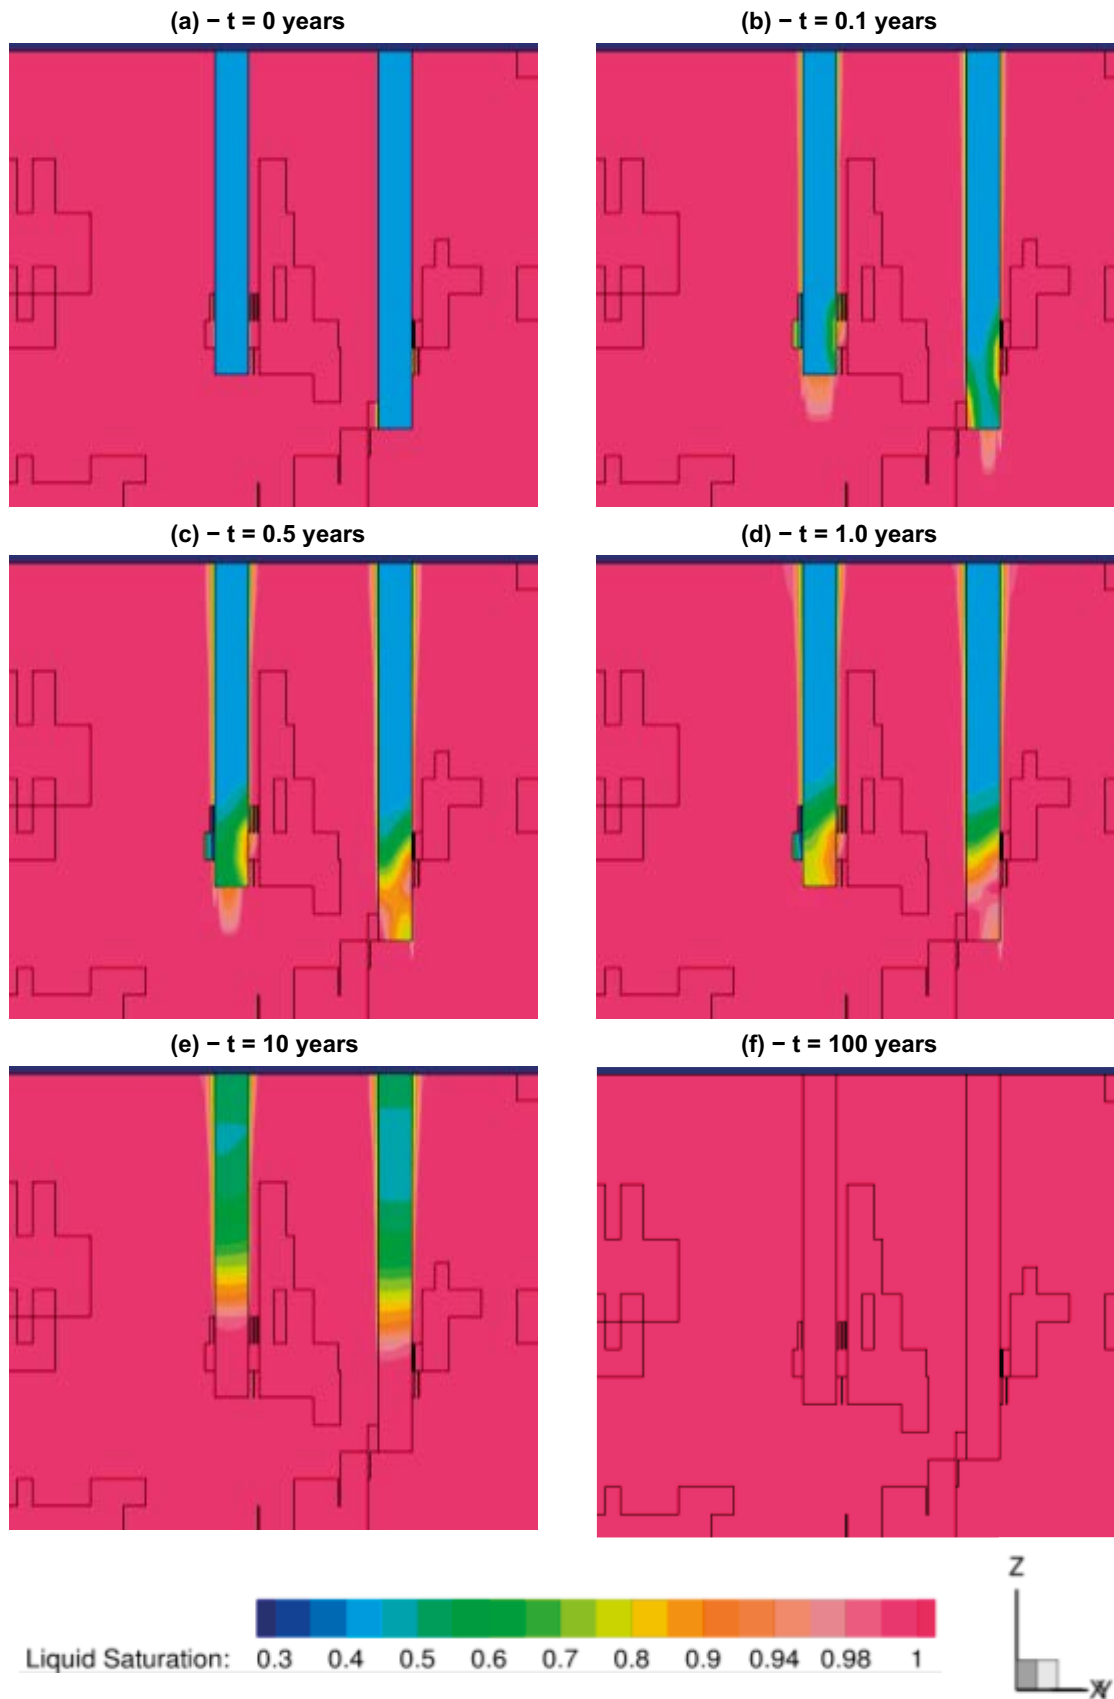 (a) − t = 0 years
(b) − t = 0.1 years
(c) − t = 0.5 years
(d) − t = 1.0 years
(e) − t = 10 years
(f) − t = 100 years
Liquid Saturation: 0.3 0.4 0.5 0.6 0.7 0.8 0.9 0.94 0.98 1
Z